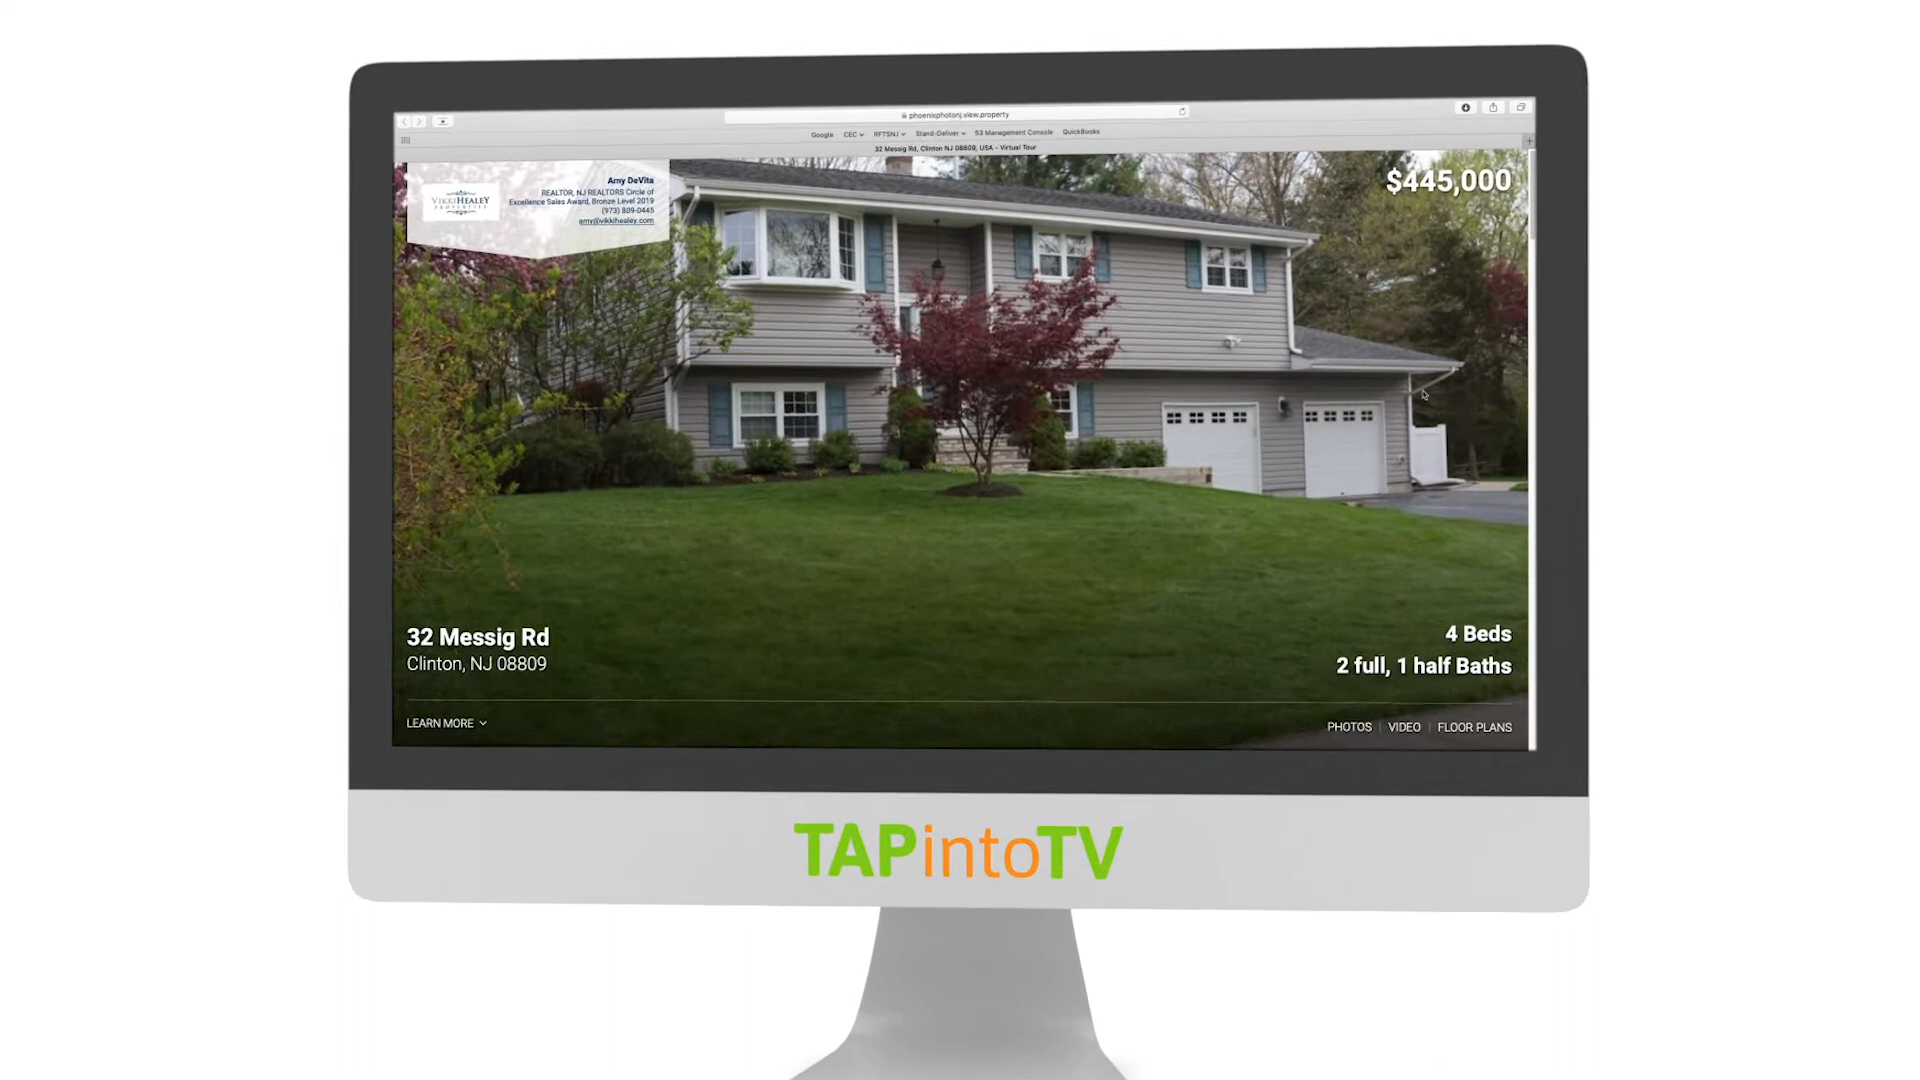 phoenixphotonj.view.property
Google CEC RFTSNJ Stand-Deliver S3 Management Console QuickBooks
32 Messig Rd, Clinton NJ 08809, USA - Virtual Tour
VIKKI HEALEY
PROPERTIES
Amy DeVita
REALTOR, NJ REALTORS Circle of
Excellence Sales Award, Bronze Level 2019
(973) 809-0445
amy@vikkihealey.com
$445,000
32 Messig Rd
Clinton, NJ 08809
4 Beds
2 full, 1 half Baths
LEARN MORE
PHOTOS | VIDEO | FLOOR PLANS
TAPintoTV